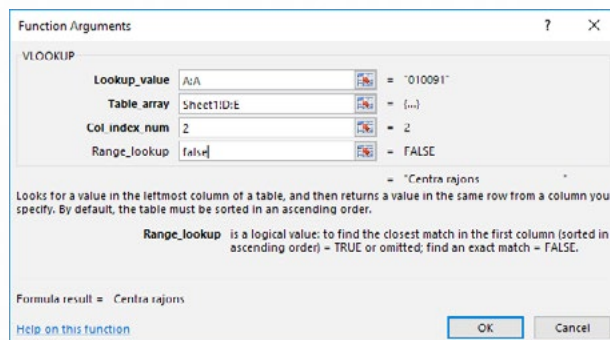 Function Arguments ? ×
VLOOKUP
Lookup_value A:A = "010091"
Table_array Sheet1!D:E = {...}
Col_index_num 2 = 2
Range_lookup false = FALSE
= "Centra rajons "
Looks for a value in the leftmost column of a table, and then returns a value in the same row from a column you
specify. By default, the table must be sorted in an ascending order.
Range_lookup is a logical value: to find the closest match in the first column (sorted in
ascending order) = TRUE or omitted; find an exact match = FALSE.
Formula result = Centra rajons
Help on this function OK Cancel